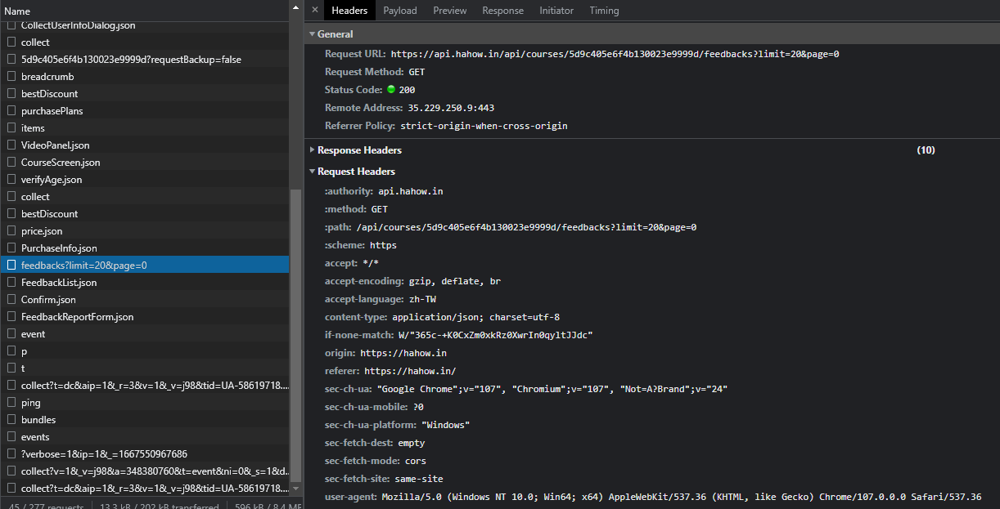 Name
CollectUserInfoDialog.json
collect
5d9c405e6f4b130023e9999d?requestBackup=false
breadcrumb
bestDiscount
purchasePlans
items
VideoPanel.json
CourseScreen.json
verifyAge.json
collect
bestDiscount
price.json
PurchaseInfo.json
feedbacks?limit=20&page=0
FeedbackList.json
Confirm.json
FeedbackReportForm.json
event
p
t
collect?t=dc&aip=1&_r=3&v=1&_v=j98&tid=UA-58619718....
ping
bundles
events
?verbose=1&ip=1&_=1667550967686
collect?v=1&_v=j98&a=348380760&t=event&ni=0&_s=1&d...
collect?t=dc&aip=1&_r=3&v=1&_v=j98&tid=UA-58619718....
45 / 277 requests 13.3 kB / 202 kB transferred 596 kB / 8.4 MB
× Headers Payload Preview Response Initiator Timing
General
Request URL: https://api.hahow.in/api/courses/5d9c405e6f4b130023e9999d/feedbacks?limit=20&page=0
Request Method: GET
Status Code: 200
Remote Address: 35.229.250.9:443
Referrer Policy: strict-origin-when-cross-origin
Response Headers (10)
Request Headers
:authority: api.hahow.in
:method: GET
:path: /api/courses/5d9c405e6f4b130023e9999d/feedbacks?limit=20&page=0
:scheme: https
accept: */*
accept-encoding: gzip, deflate, br
accept-language: zh-TW
content-type: application/json; charset=utf-8
if-none-match: W/"365c-+K0CxZm0xkRz0XwrIn0qyltJJdc"
origin: https://hahow.in
referer: https://hahow.in/
sec-ch-ua: "Google Chrome";v="107", "Chromium";v="107", "Not=A?Brand";v="24"
sec-ch-ua-mobile: ?0
sec-ch-ua-platform: "Windows"
sec-fetch-dest: empty
sec-fetch-mode: cors
sec-fetch-site: same-site
user-agent: Mozilla/5.0 (Windows NT 10.0; Win64; x64) AppleWebKit/537.36 (KHTML, like Gecko) Chrome/107.0.0.0 Safari/537.36